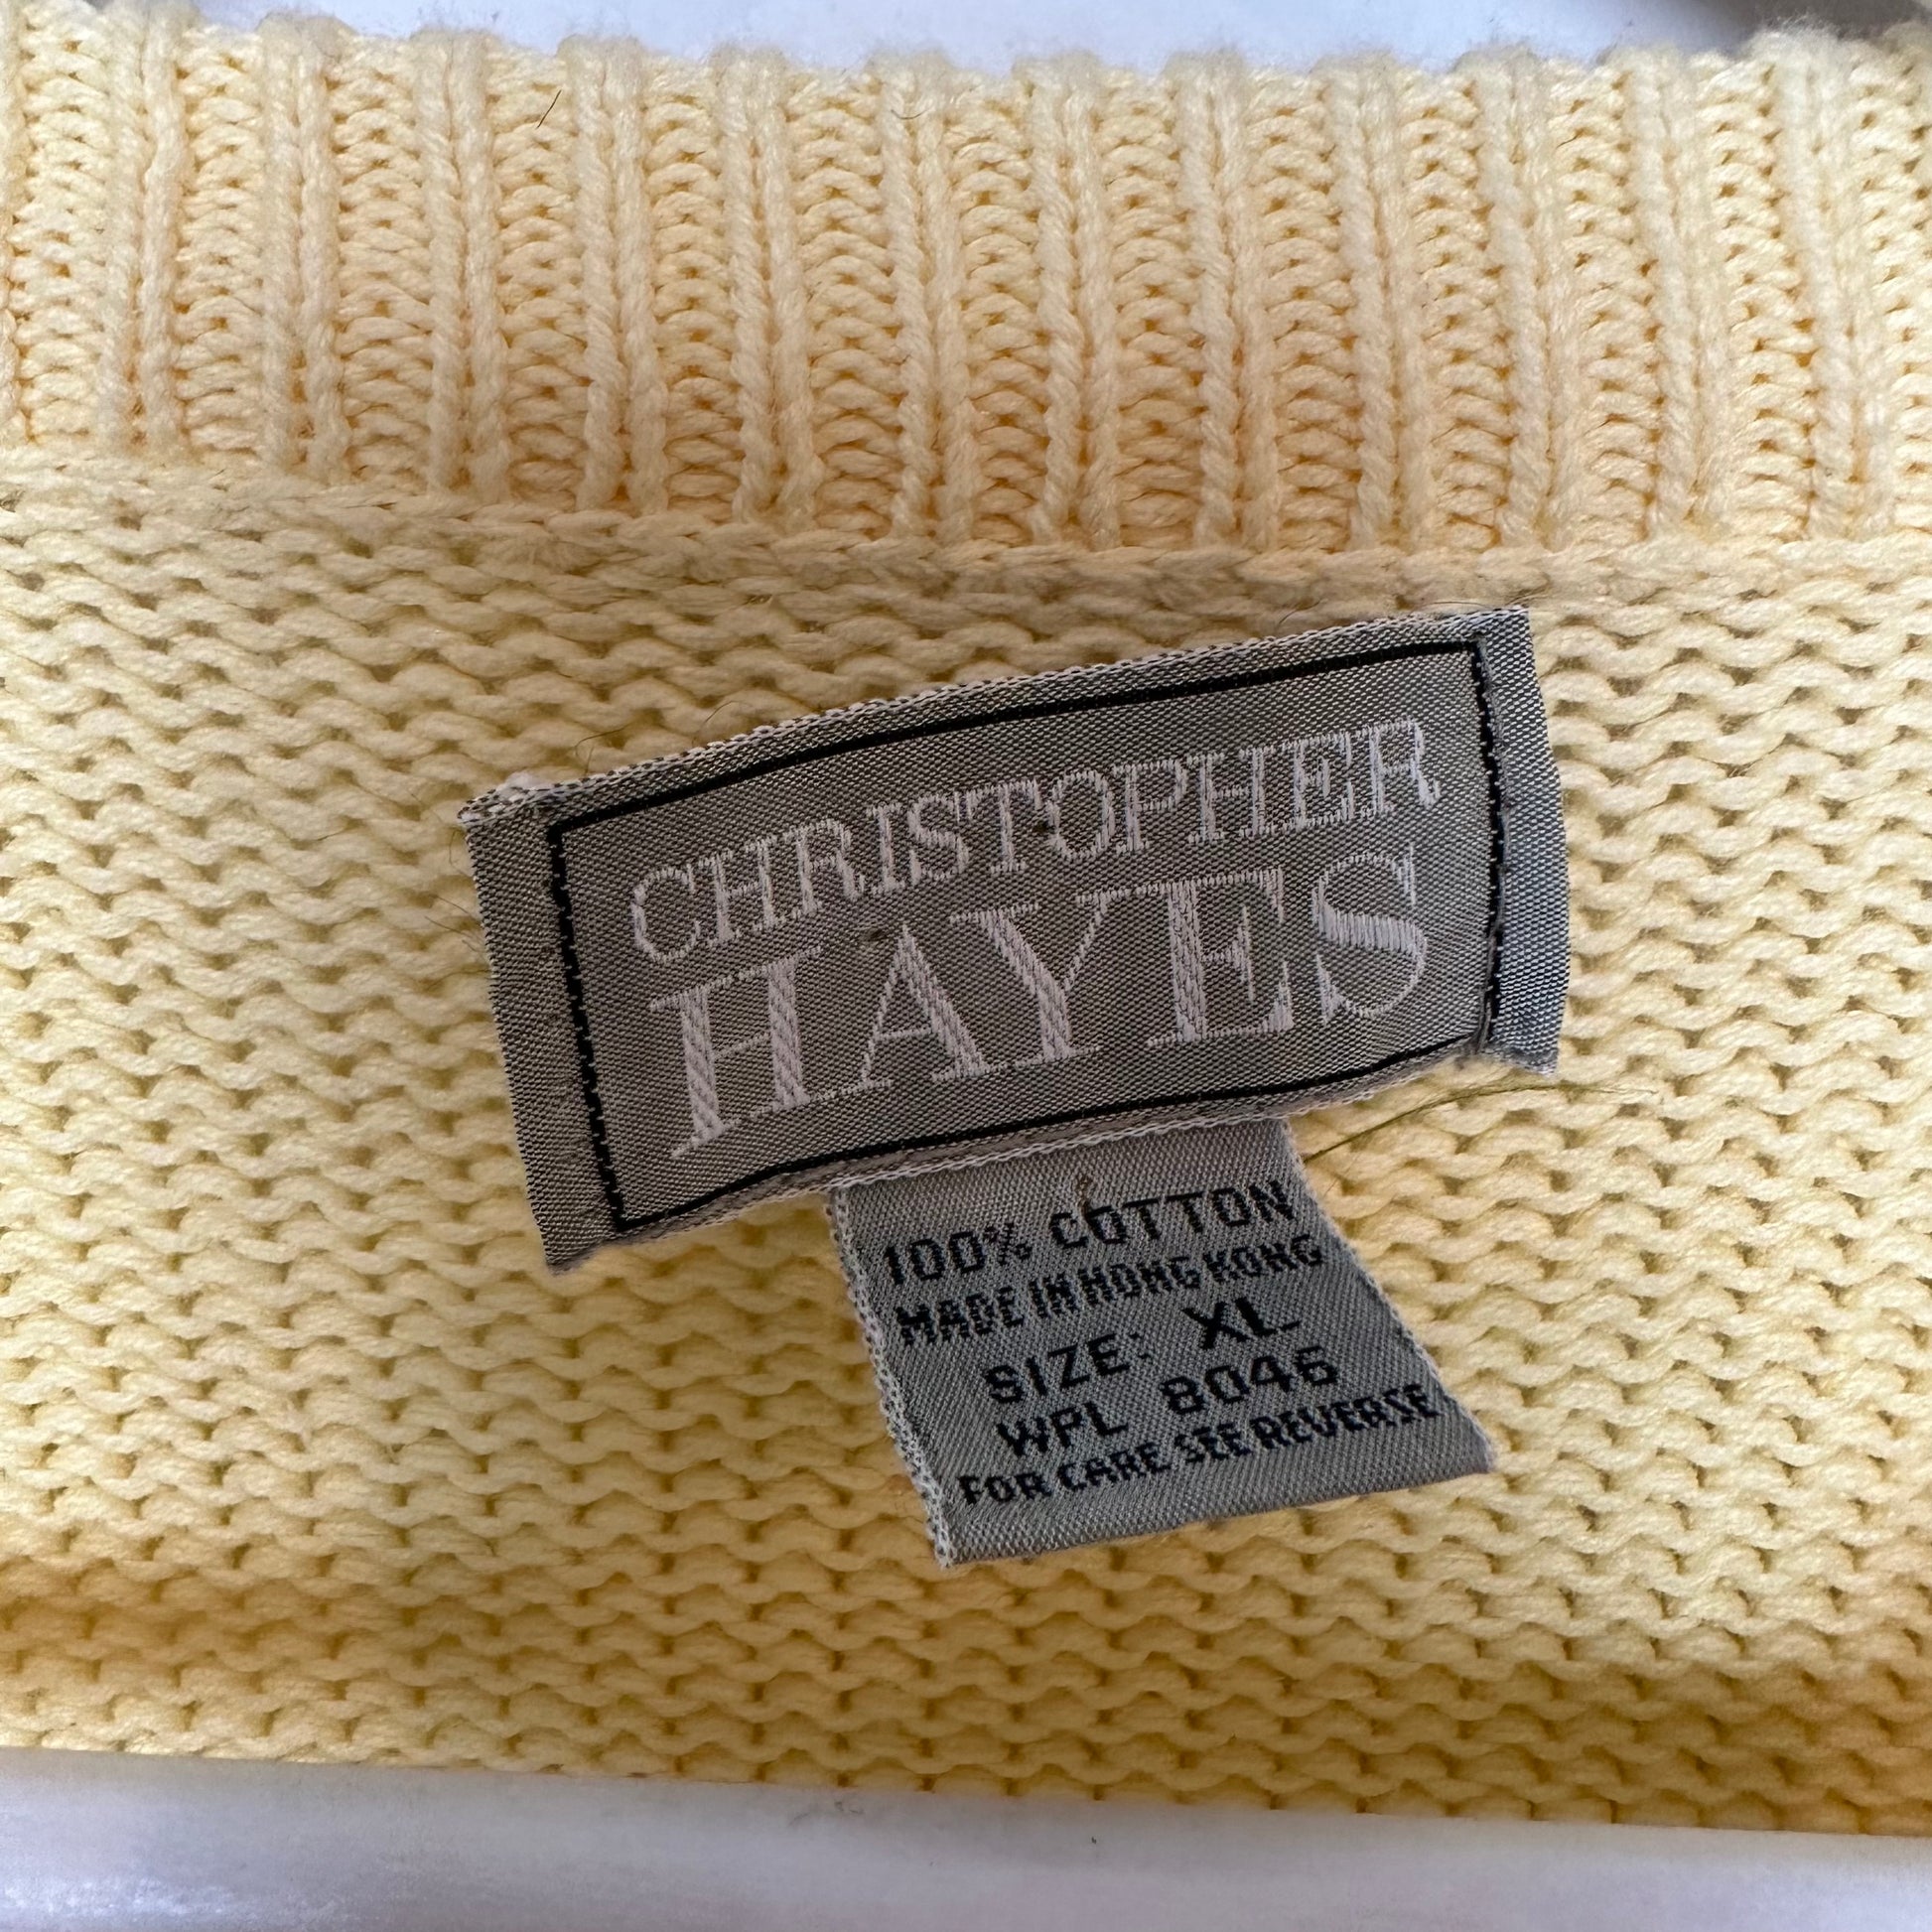 CHRISTOPHER
HAYES
100% COTTON
MADE IN HONG KONG
SIZE: XL
WPL 8046
FOR CARE SEE REVERSE